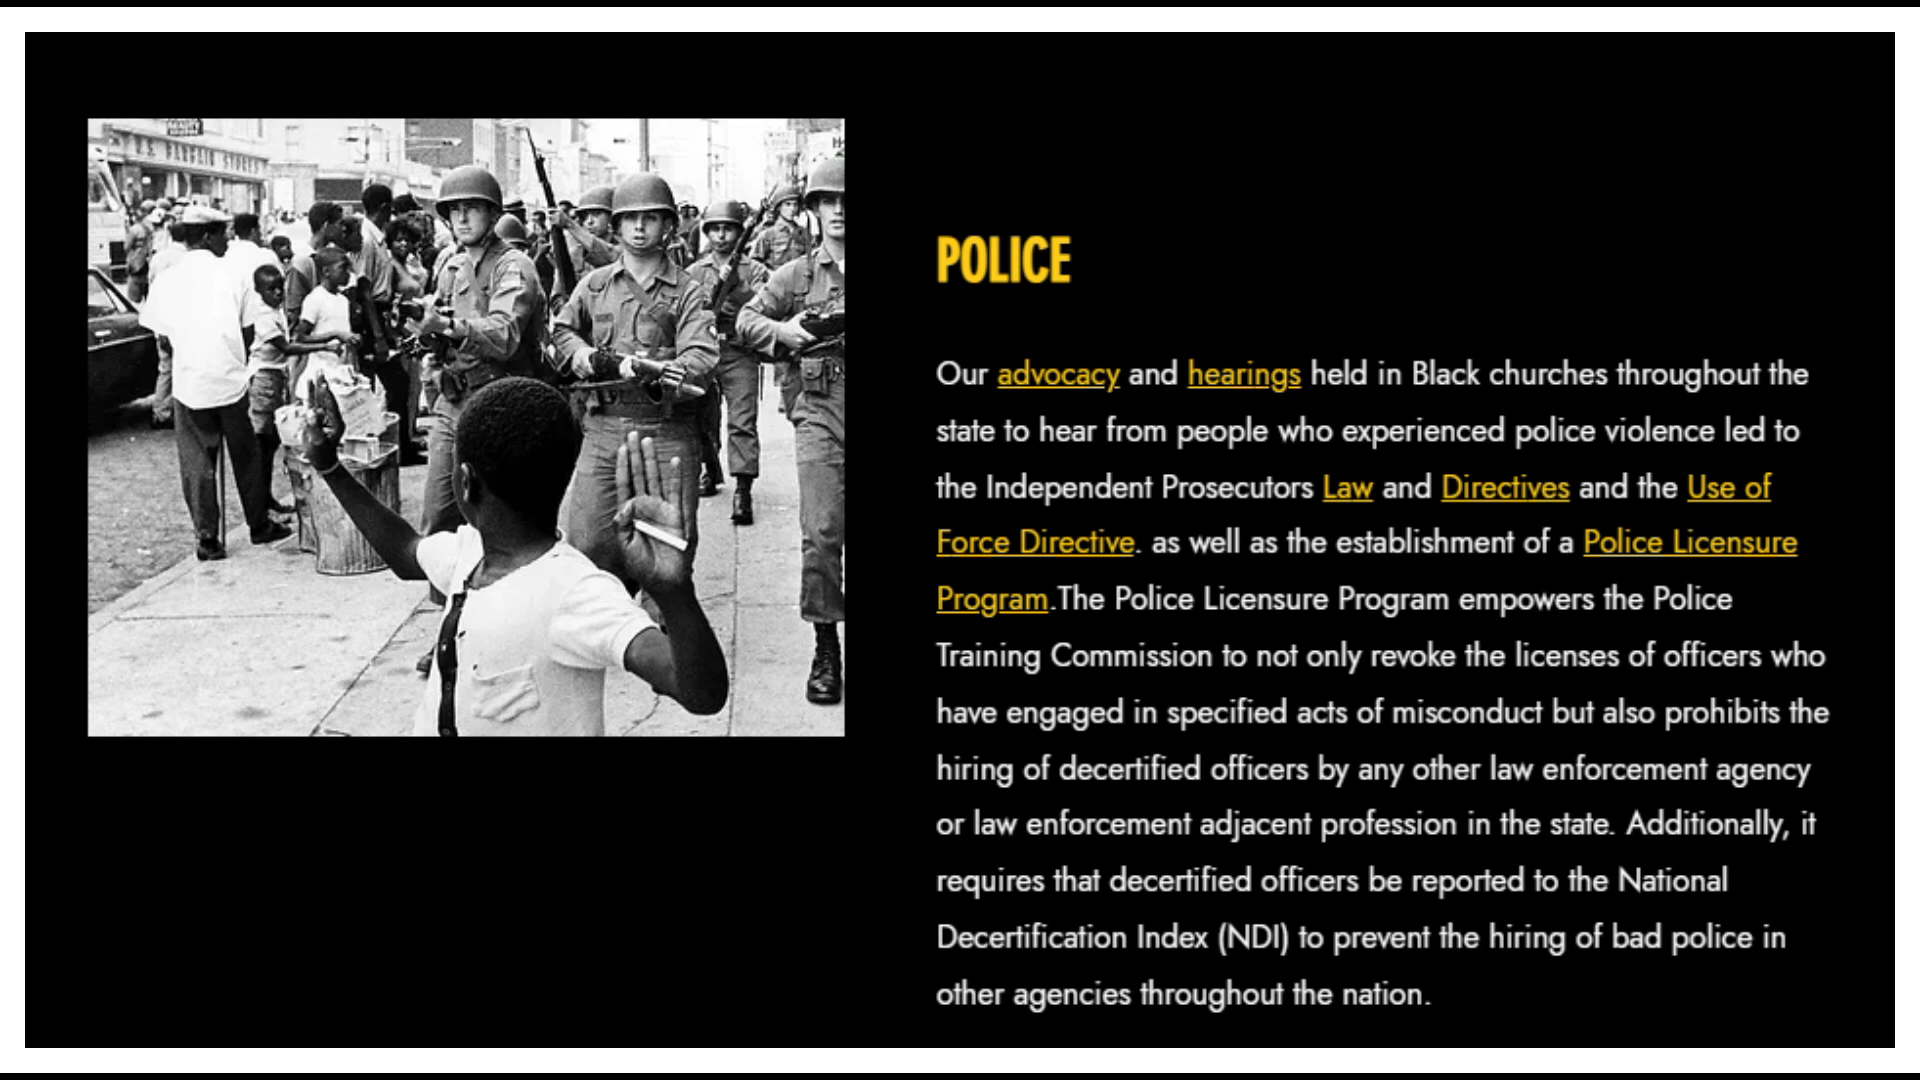 U.S. BARGAIN STORES
POLICE
Our advocacy and hearings held in Black churches throughout the
state to hear from people who experienced police violence led to
the Independent Prosecutors Law and Directives and the Use of
Force Directive. as well as the establishment of a Police Licensure
Program.The Police Licensure Program empowers the Police
Training Commission to not only revoke the licenses of officers who
have engaged in specified acts of misconduct but also prohibits the
hiring of decertified officers by any other law enforcement agency
or law enforcement adjacent profession in the state. Additionally, it
requires that decertified officers be reported to the National
Decertification Index (NDI) to prevent the hiring of bad police in
other agencies throughout the nation.